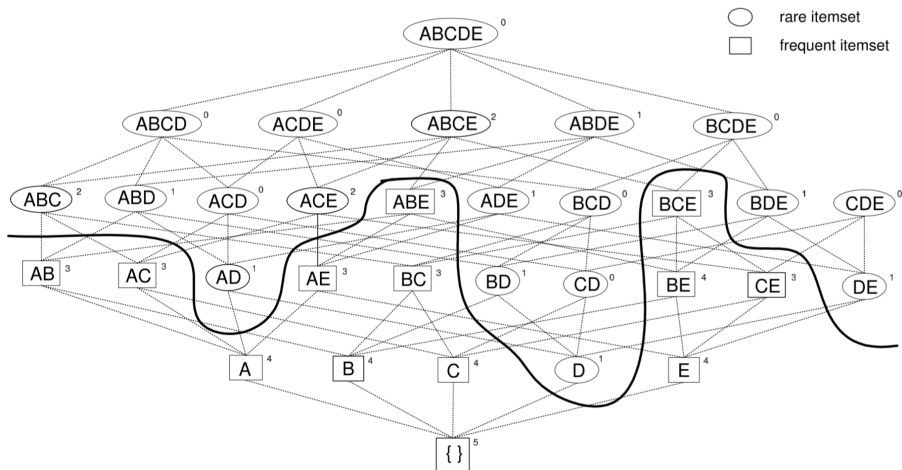 ABCDE 0
rare itemset
frequent itemset
ABCD 0 ACDE 0 ABCE 2 ABDE 1 BCDE 0
ABC 2 ABD 1 ACD 0 ACE 2 ABE 3 ADE 1 BCD 0 BCE 3 BDE 1 CDE 0
AB 3 AC 3 AD 1 AE 3 BC 3 BD 1 CD 0 BE 4 CE 3 DE 1
A 4 B 4 C 4 D 1 E 4
{ } 5